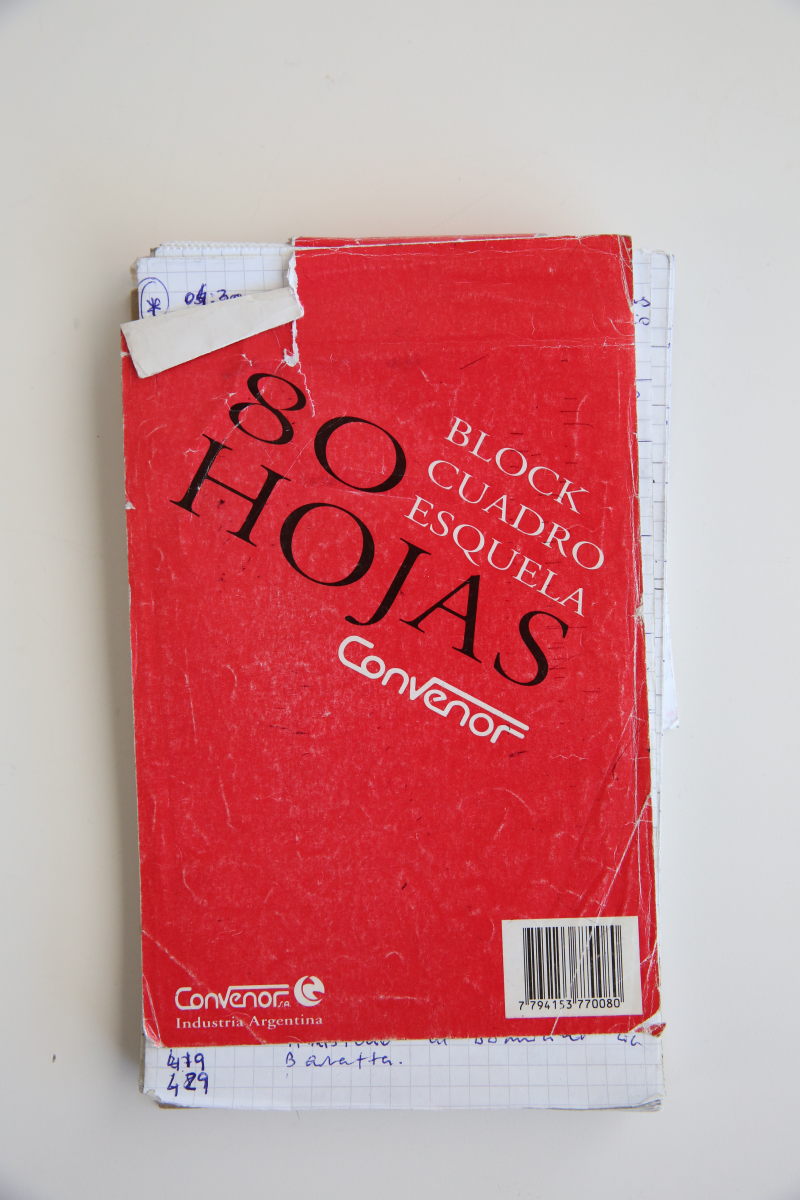 80
HOJAS
BLOCK
CUADRO
ESQUELA
Convenor
Convenor S.A.
Industria Argentina
7 794153 770080
419
Baratta.
429